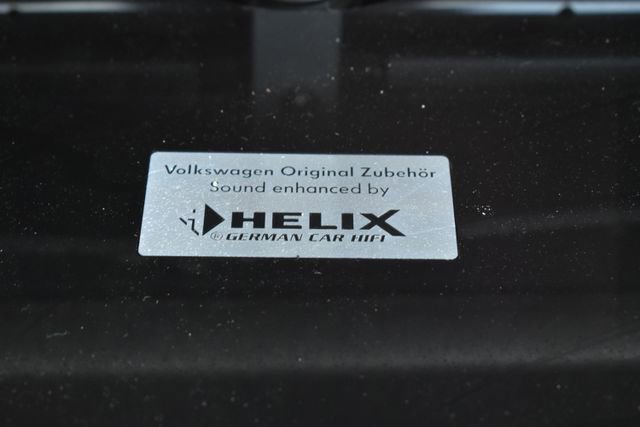 Volkswagen Original Zubehör
Sound enhanced by
HELIX
® GERMAN CAR HIFI